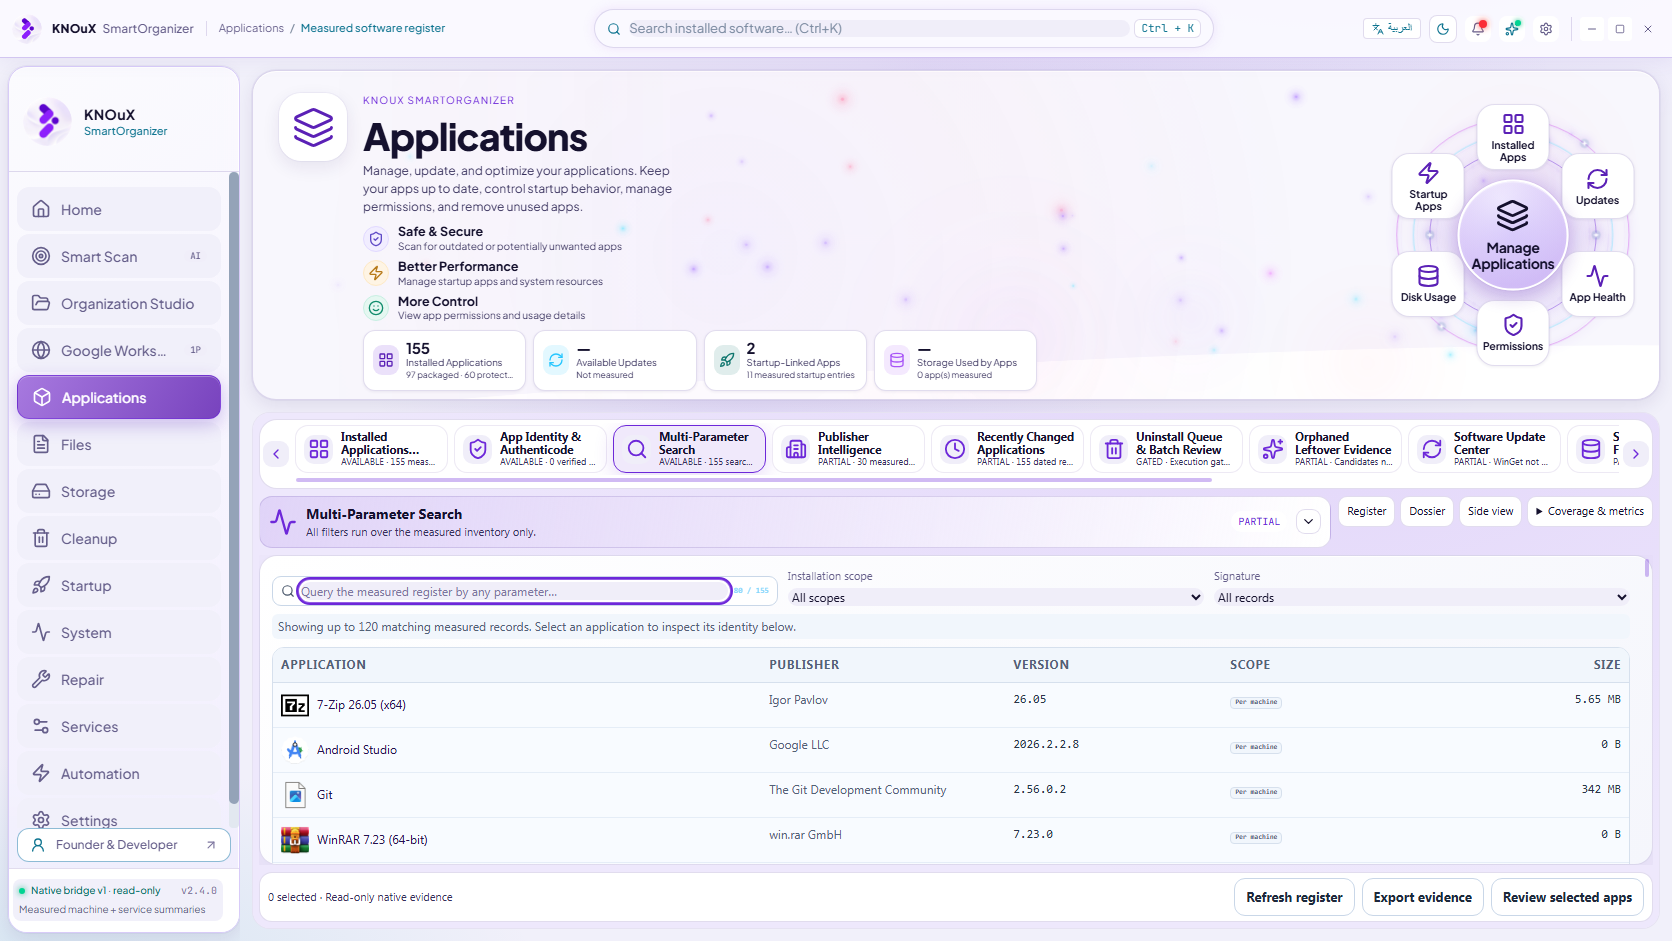 KNOuX SmartOrganizer
Applications / Measured software register
Search installed software... (Ctrl+K)
Ctrl + K
العربية
KNOuX
SmartOrganizer
Home
Smart Scan AI
Organization Studio
Google Works... 1P
Applications
Files
Storage
Cleanup
Startup
System
Repair
Services
Automation
Settings
Founder & Developer
Native bridge v1 · read-only v2.4.0
Measured machine + service summaries
KNOUX SMARTORGANIZER
Applications
Manage, update, and optimize your applications. Keep
your apps up to date, control startup behavior, manage
permissions, and remove unused apps.
Safe & Secure
Scan for outdated or potentially unwanted apps
Better Performance
Manage startup apps and system resources
More Control
View app permissions and usage details
155
Installed Applications
97 packaged · 60 protect...
—
Available Updates
Not measured
2
Startup-Linked Apps
11 measured startup entries
—
Storage Used by Apps
0 app(s) measured
Installed
Apps
Startup
Apps
Updates
Manage
Applications
Disk Usage
App Health
Permissions
Installed
Applications...
AVAILABLE · 155 meas...
App Identity &
Authenticode
AVAILABLE · 0 verified ...
Multi-Parameter
Search
AVAILABLE · 155 searc...
Publisher
Intelligence
PARTIAL · 30 measured...
Recently Changed
Applications
PARTIAL · 155 dated re...
Uninstall Queue
& Batch Review
GATED · Execution gat...
Orphaned
Leftover Evidence
PARTIAL · Candidates n...
Software Update
Center
PARTIAL · WinGet not ...
Multi-Parameter Search
All filters run over the measured inventory only.
PARTIAL
Register
Dossier
Side view
Coverage & metrics
Query the measured register by any parameter...
/ 155
Installation scope
All scopes
Signature
All records
Showing up to 120 matching measured records. Select an application to inspect its identity below.
APPLICATION PUBLISHER VERSION SCOPE SIZE
7-Zip 26.05 (x64) Igor Pavlov 26.05 Per machine 5.65 MB
Android Studio Google LLC 2026.2.2.8 Per machine 0 B
Git The Git Development Community 2.56.0.2 Per machine 342 MB
WinRAR 7.23 (64-bit) win.rar GmbH 7.23.0 Per machine 0 B
0 selected · Read-only native evidence
Refresh register
Export evidence
Review selected apps